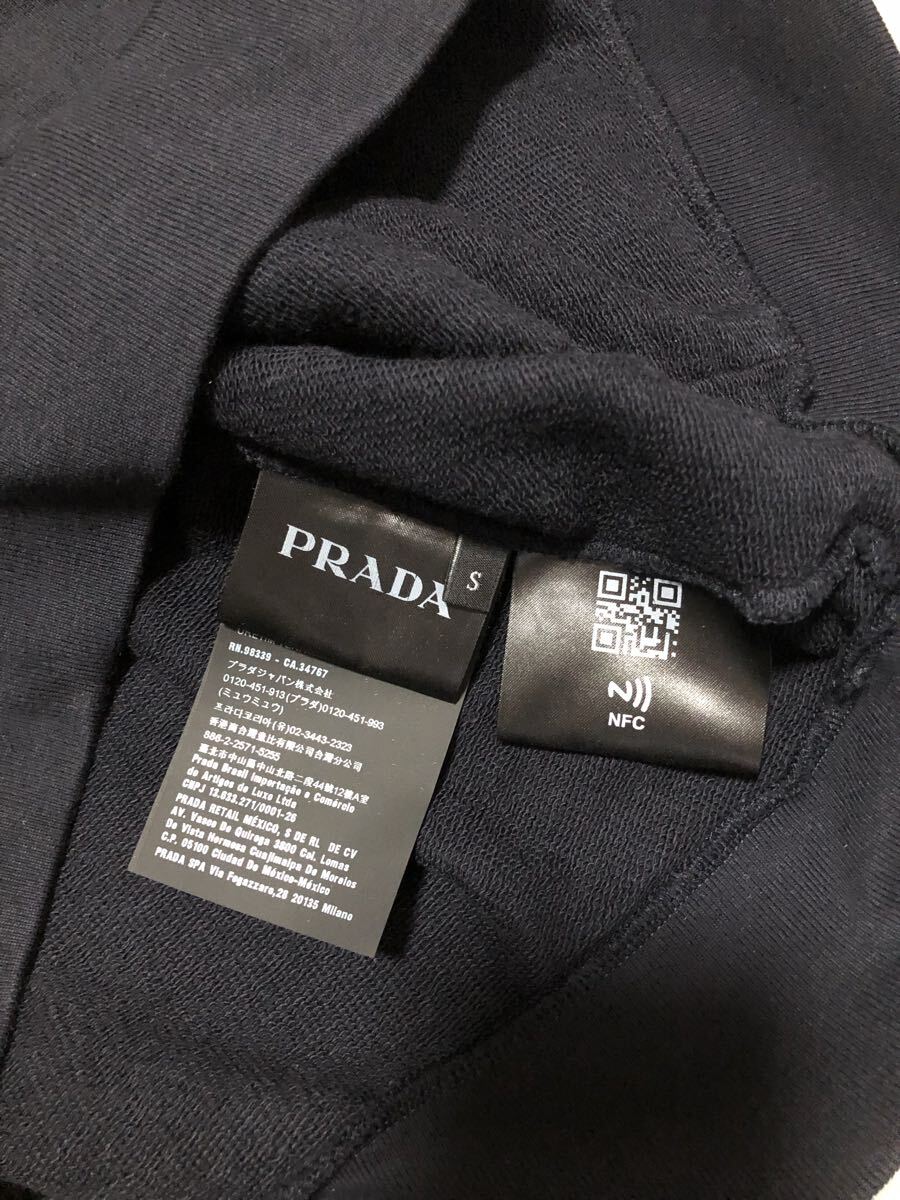 PRADA
S
NFC
RN.98339 - CA.34767
プラダジャパン株式会社
0120-451-913(プラダ)0120-451-993
(ミュウミュウ)
프라다코리아(유)02-3443-2323
香港商台灣壹比有限公司台灣分公司
886-2-2571-5255
臺北市中山區中山北路二段44號12樓A室
Prada Brasil Importação e Comércio
de Artigos de Luxo Ltda
CNPJ 13.633.271/0001-26
PRADA RETAIL MÉXICO, S DE RL DE CV
AV. Vasco De Quiroga 3800 Col. Lomas
De Vista Hermosa Cuajimalpa De Morelos
C.P. 05100 Ciudad De México-México
PRADA SPA Via Fogazzaro,28 20135 Milano